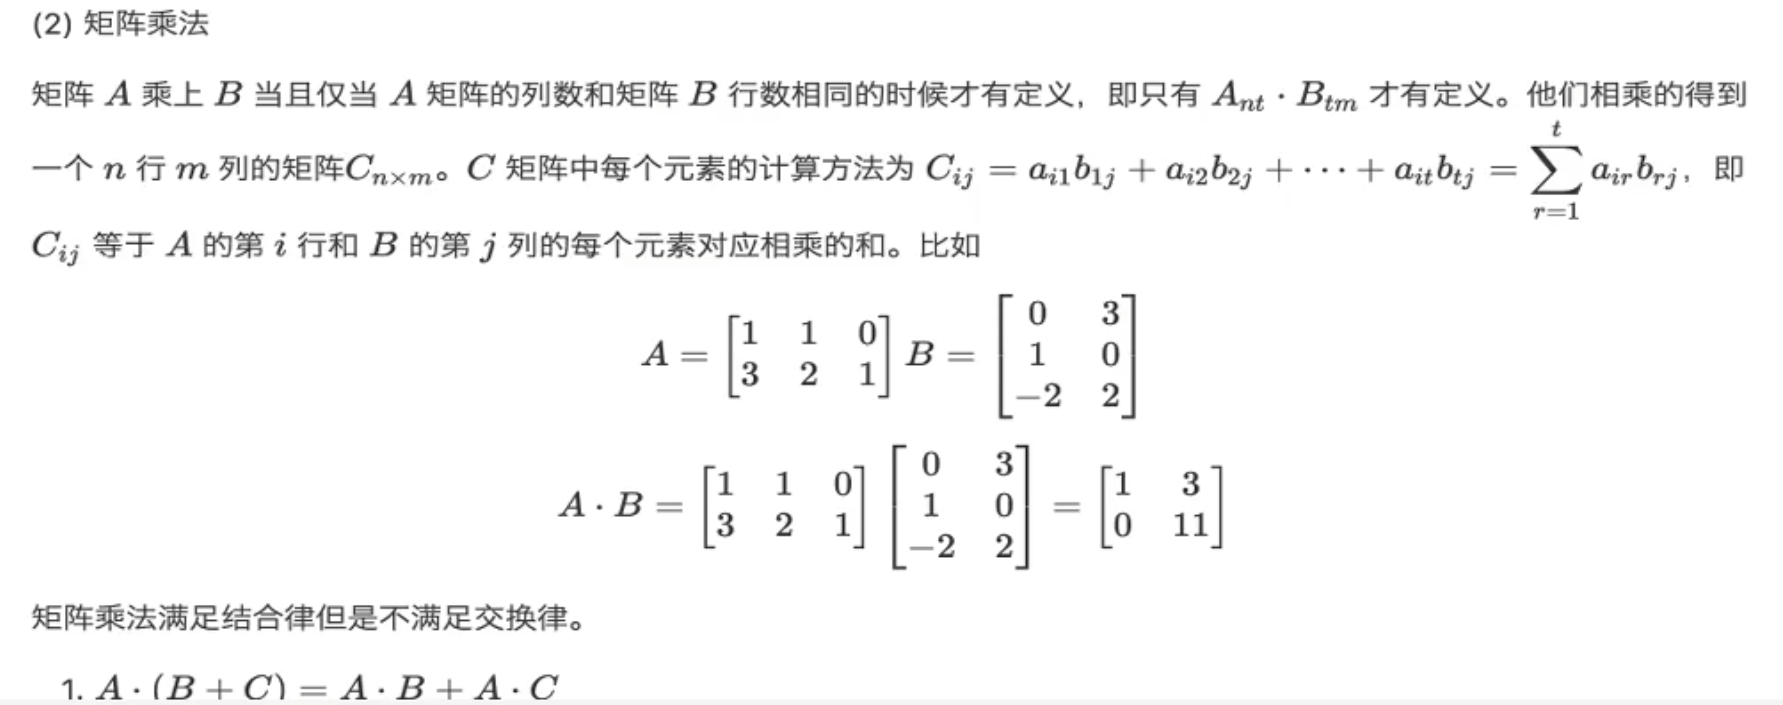 (2) 矩阵乘法
矩阵 A 乘上 B 当且仅当 A 矩阵的列数和矩阵 B 行数相同的时候才有定义，即只有 A_{nt} · B_{tm} 才有定义。他们相乘的得到
一个 n 行 m 列的矩阵C_{n×m}。C 矩阵中每个元素的计算方法为 C_{ij} = a_{i1}b_{1j} + a_{i2}b_{2j} + ··· + a_{it}b_{tj} = \sum_{r=1}^{t} a_{ir}b_{rj}，即
C_{ij} 等于 A 的第 i 行和 B 的第 j 列的每个元素对应相乘的和。比如
A = \begin{bmatrix} 1 & 1 & 0 \\ 3 & 2 & 1 \end{bmatrix} B = \begin{bmatrix} 0 & 3 \\ 1 & 0 \\ -2 & 2 \end{bmatrix}
A · B = \begin{bmatrix} 1 & 1 & 0 \\ 3 & 2 & 1 \end{bmatrix} \begin{bmatrix} 0 & 3 \\ 1 & 0 \\ -2 & 2 \end{bmatrix} = \begin{bmatrix} 1 & 3 \\ 0 & 11 \end{bmatrix}
矩阵乘法满足结合律但是不满足交换律。
1. A · (B + C) = A · B + A · C